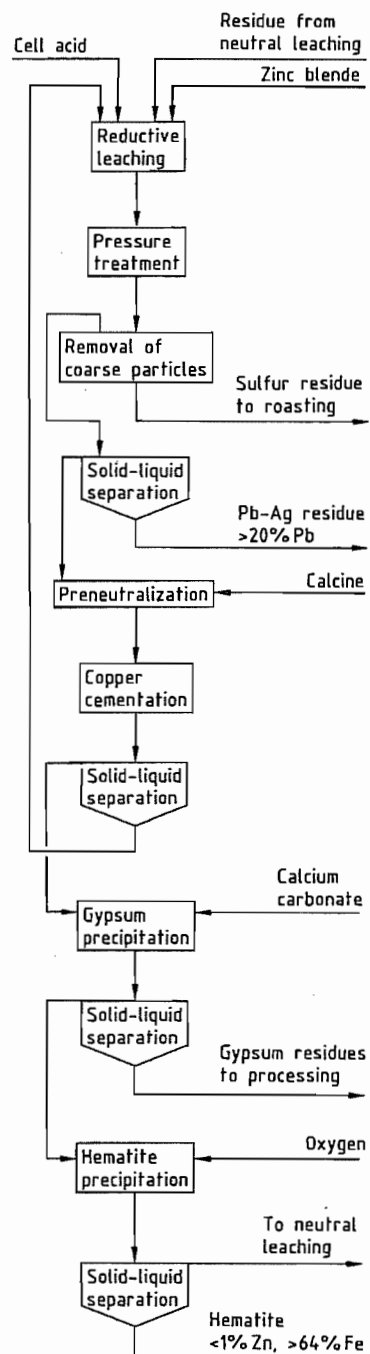 Cell acid
Residue from
neutral leaching
Zinc blende
Reductive
leaching
Pressure
treatment
Removal of
coarse particles
Sulfur residue
to roasting
Solid-liquid
separation
Pb-Ag residue
>20% Pb
Preneutralization
Calcine
Copper
cementation
Solid-liquid
separation
Calcium
carbonate
Gypsum
precipitation
Solid-liquid
separation
Gypsum residues
to processing
Oxygen
Hematite
precipitation
To neutral
leaching
Solid-liquid
separation
Hematite
<1% Zn, >64% Fe